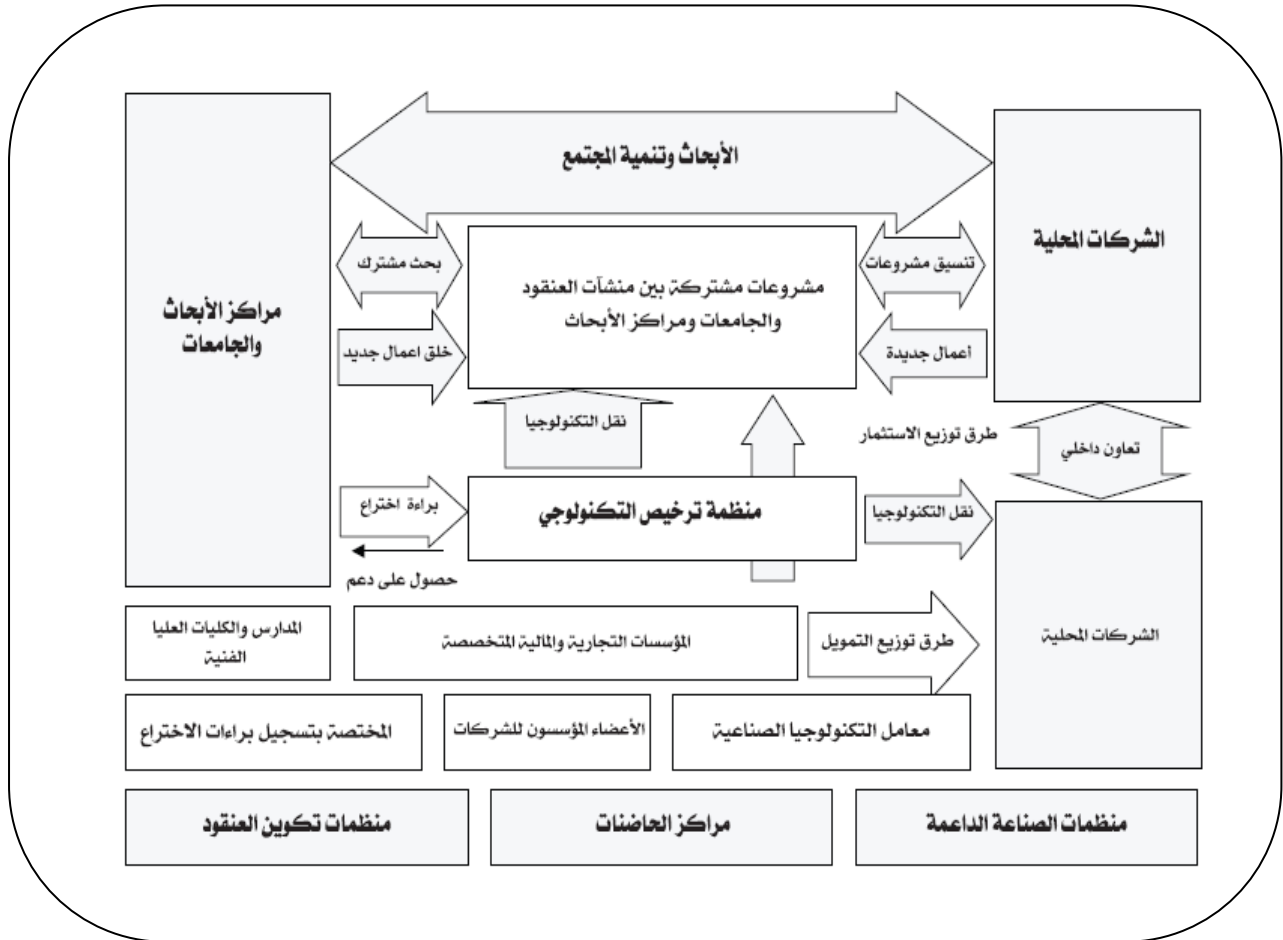 الأبحاث وتنمية المجتمع
الشركات المحلية
تنسيق مشروعات
بحث مشترك
مشروعات مشتركة بين منشآت العنقود
والجامعات ومراكز الأبحاث
مراكز الأبحاث
والجامعات
أعمال جديدة
خلق اعمال جديد
نقل التكنولوجيا
طرق توزيع الاستثمار
تعاون داخلي
نقل التكنولوجيا
منظمة ترخيص التكنولوجي
براءة اختراع
حصول على دعم
الشركات المحلية
طرق توزيع التمويل
المؤسسات التجارية والمالية المتخصصة
المدارس والكليات العليا
الفنية
معامل التكنولوجيا الصناعية
الأعضاء المؤسسون للشركات
المختصة بتسجيل براءات الاختراع
منظمات الصناعة الداعمة
مراكز الحاضنات
منظمات تكوين العنقود